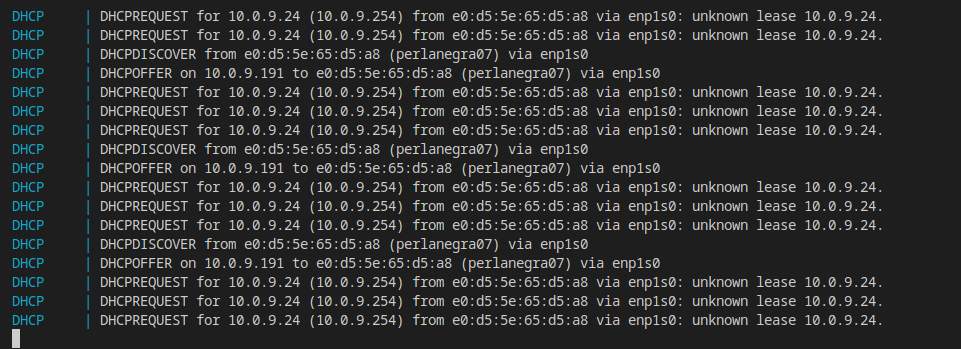 DHCP | DHCPREQUEST for 10.0.9.24 (10.0.9.254) from e0:d5:5e:65:d5:a8 via enp1s0: unknown lease 10.0.9.24.
DHCP | DHCPREQUEST for 10.0.9.24 (10.0.9.254) from e0:d5:5e:65:d5:a8 via enp1s0: unknown lease 10.0.9.24.
DHCP | DHCPDISCOVER from e0:d5:5e:65:d5:a8 (perlanegra07) via enp1s0
DHCP | DHCPOFFER on 10.0.9.191 to e0:d5:5e:65:d5:a8 (perlanegra07) via enp1s0
DHCP | DHCPREQUEST for 10.0.9.24 (10.0.9.254) from e0:d5:5e:65:d5:a8 via enp1s0: unknown lease 10.0.9.24.
DHCP | DHCPREQUEST for 10.0.9.24 (10.0.9.254) from e0:d5:5e:65:d5:a8 via enp1s0: unknown lease 10.0.9.24.
DHCP | DHCPREQUEST for 10.0.9.24 (10.0.9.254) from e0:d5:5e:65:d5:a8 via enp1s0: unknown lease 10.0.9.24.
DHCP | DHCPDISCOVER from e0:d5:5e:65:d5:a8 (perlanegra07) via enp1s0
DHCP | DHCPOFFER on 10.0.9.191 to e0:d5:5e:65:d5:a8 (perlanegra07) via enp1s0
DHCP | DHCPREQUEST for 10.0.9.24 (10.0.9.254) from e0:d5:5e:65:d5:a8 via enp1s0: unknown lease 10.0.9.24.
DHCP | DHCPREQUEST for 10.0.9.24 (10.0.9.254) from e0:d5:5e:65:d5:a8 via enp1s0: unknown lease 10.0.9.24.
DHCP | DHCPREQUEST for 10.0.9.24 (10.0.9.254) from e0:d5:5e:65:d5:a8 via enp1s0: unknown lease 10.0.9.24.
DHCP | DHCPDISCOVER from e0:d5:5e:65:d5:a8 (perlanegra07) via enp1s0
DHCP | DHCPOFFER on 10.0.9.191 to e0:d5:5e:65:d5:a8 (perlanegra07) via enp1s0
DHCP | DHCPREQUEST for 10.0.9.24 (10.0.9.254) from e0:d5:5e:65:d5:a8 via enp1s0: unknown lease 10.0.9.24.
DHCP | DHCPREQUEST for 10.0.9.24 (10.0.9.254) from e0:d5:5e:65:d5:a8 via enp1s0: unknown lease 10.0.9.24.
DHCP | DHCPREQUEST for 10.0.9.24 (10.0.9.254) from e0:d5:5e:65:d5:a8 via enp1s0: unknown lease 10.0.9.24.